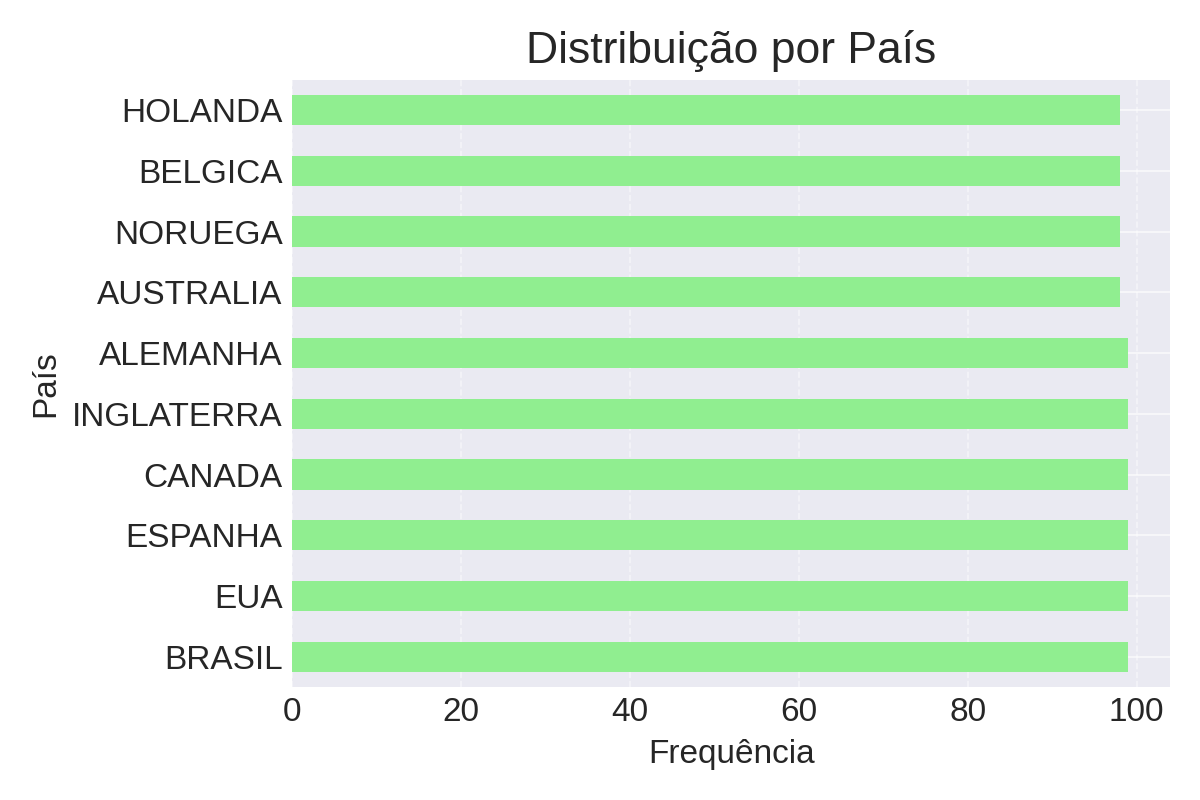 Distribuição por País
HOLANDA
BELGICA
NORUEGA
AUSTRALIA
ALEMANHA
INGLATERRA
CANADA
ESPANHA
EUA
BRASIL
País
0 20 40 60 80 100
Frequência